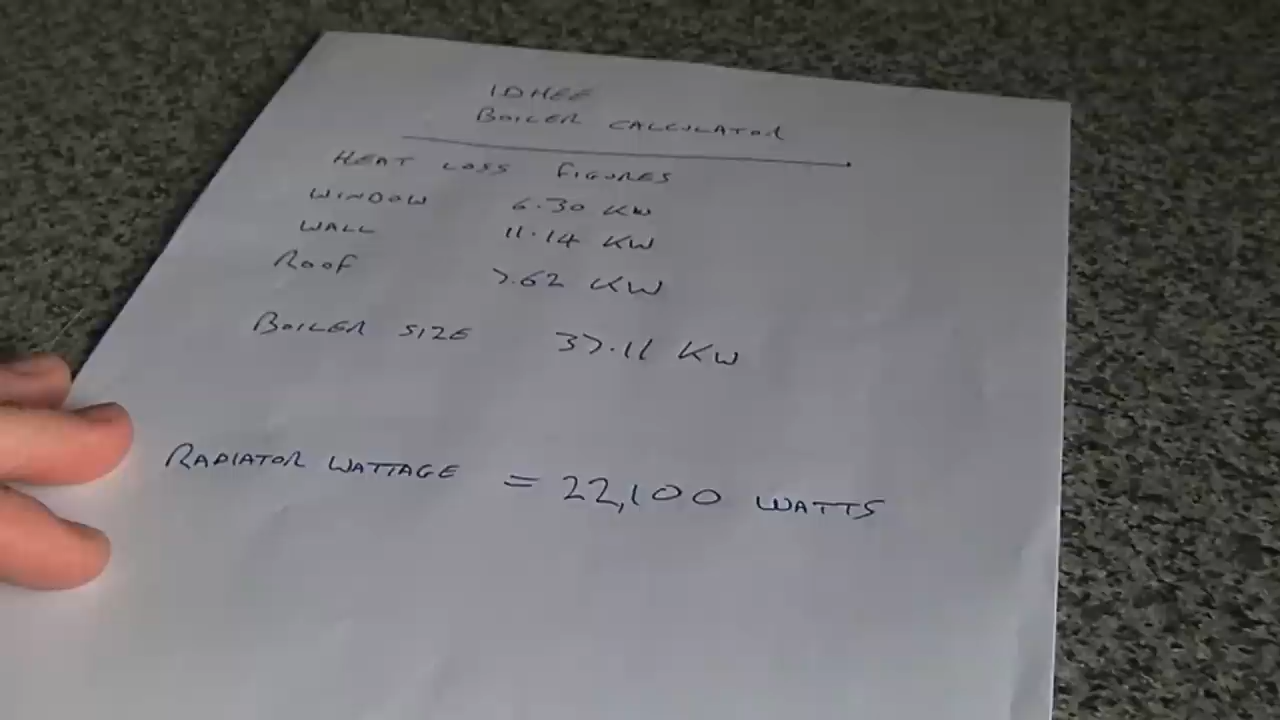 IDHEE
BOILER CALCULATOR
HEAT LOSS FIGURES
WINDOW 6.30 KW
WALL 11.14 KW
ROOF 7.62 KW
BOILER SIZE 37.11 KW
RADIATOR WATTAGE = 22,100 WATTS